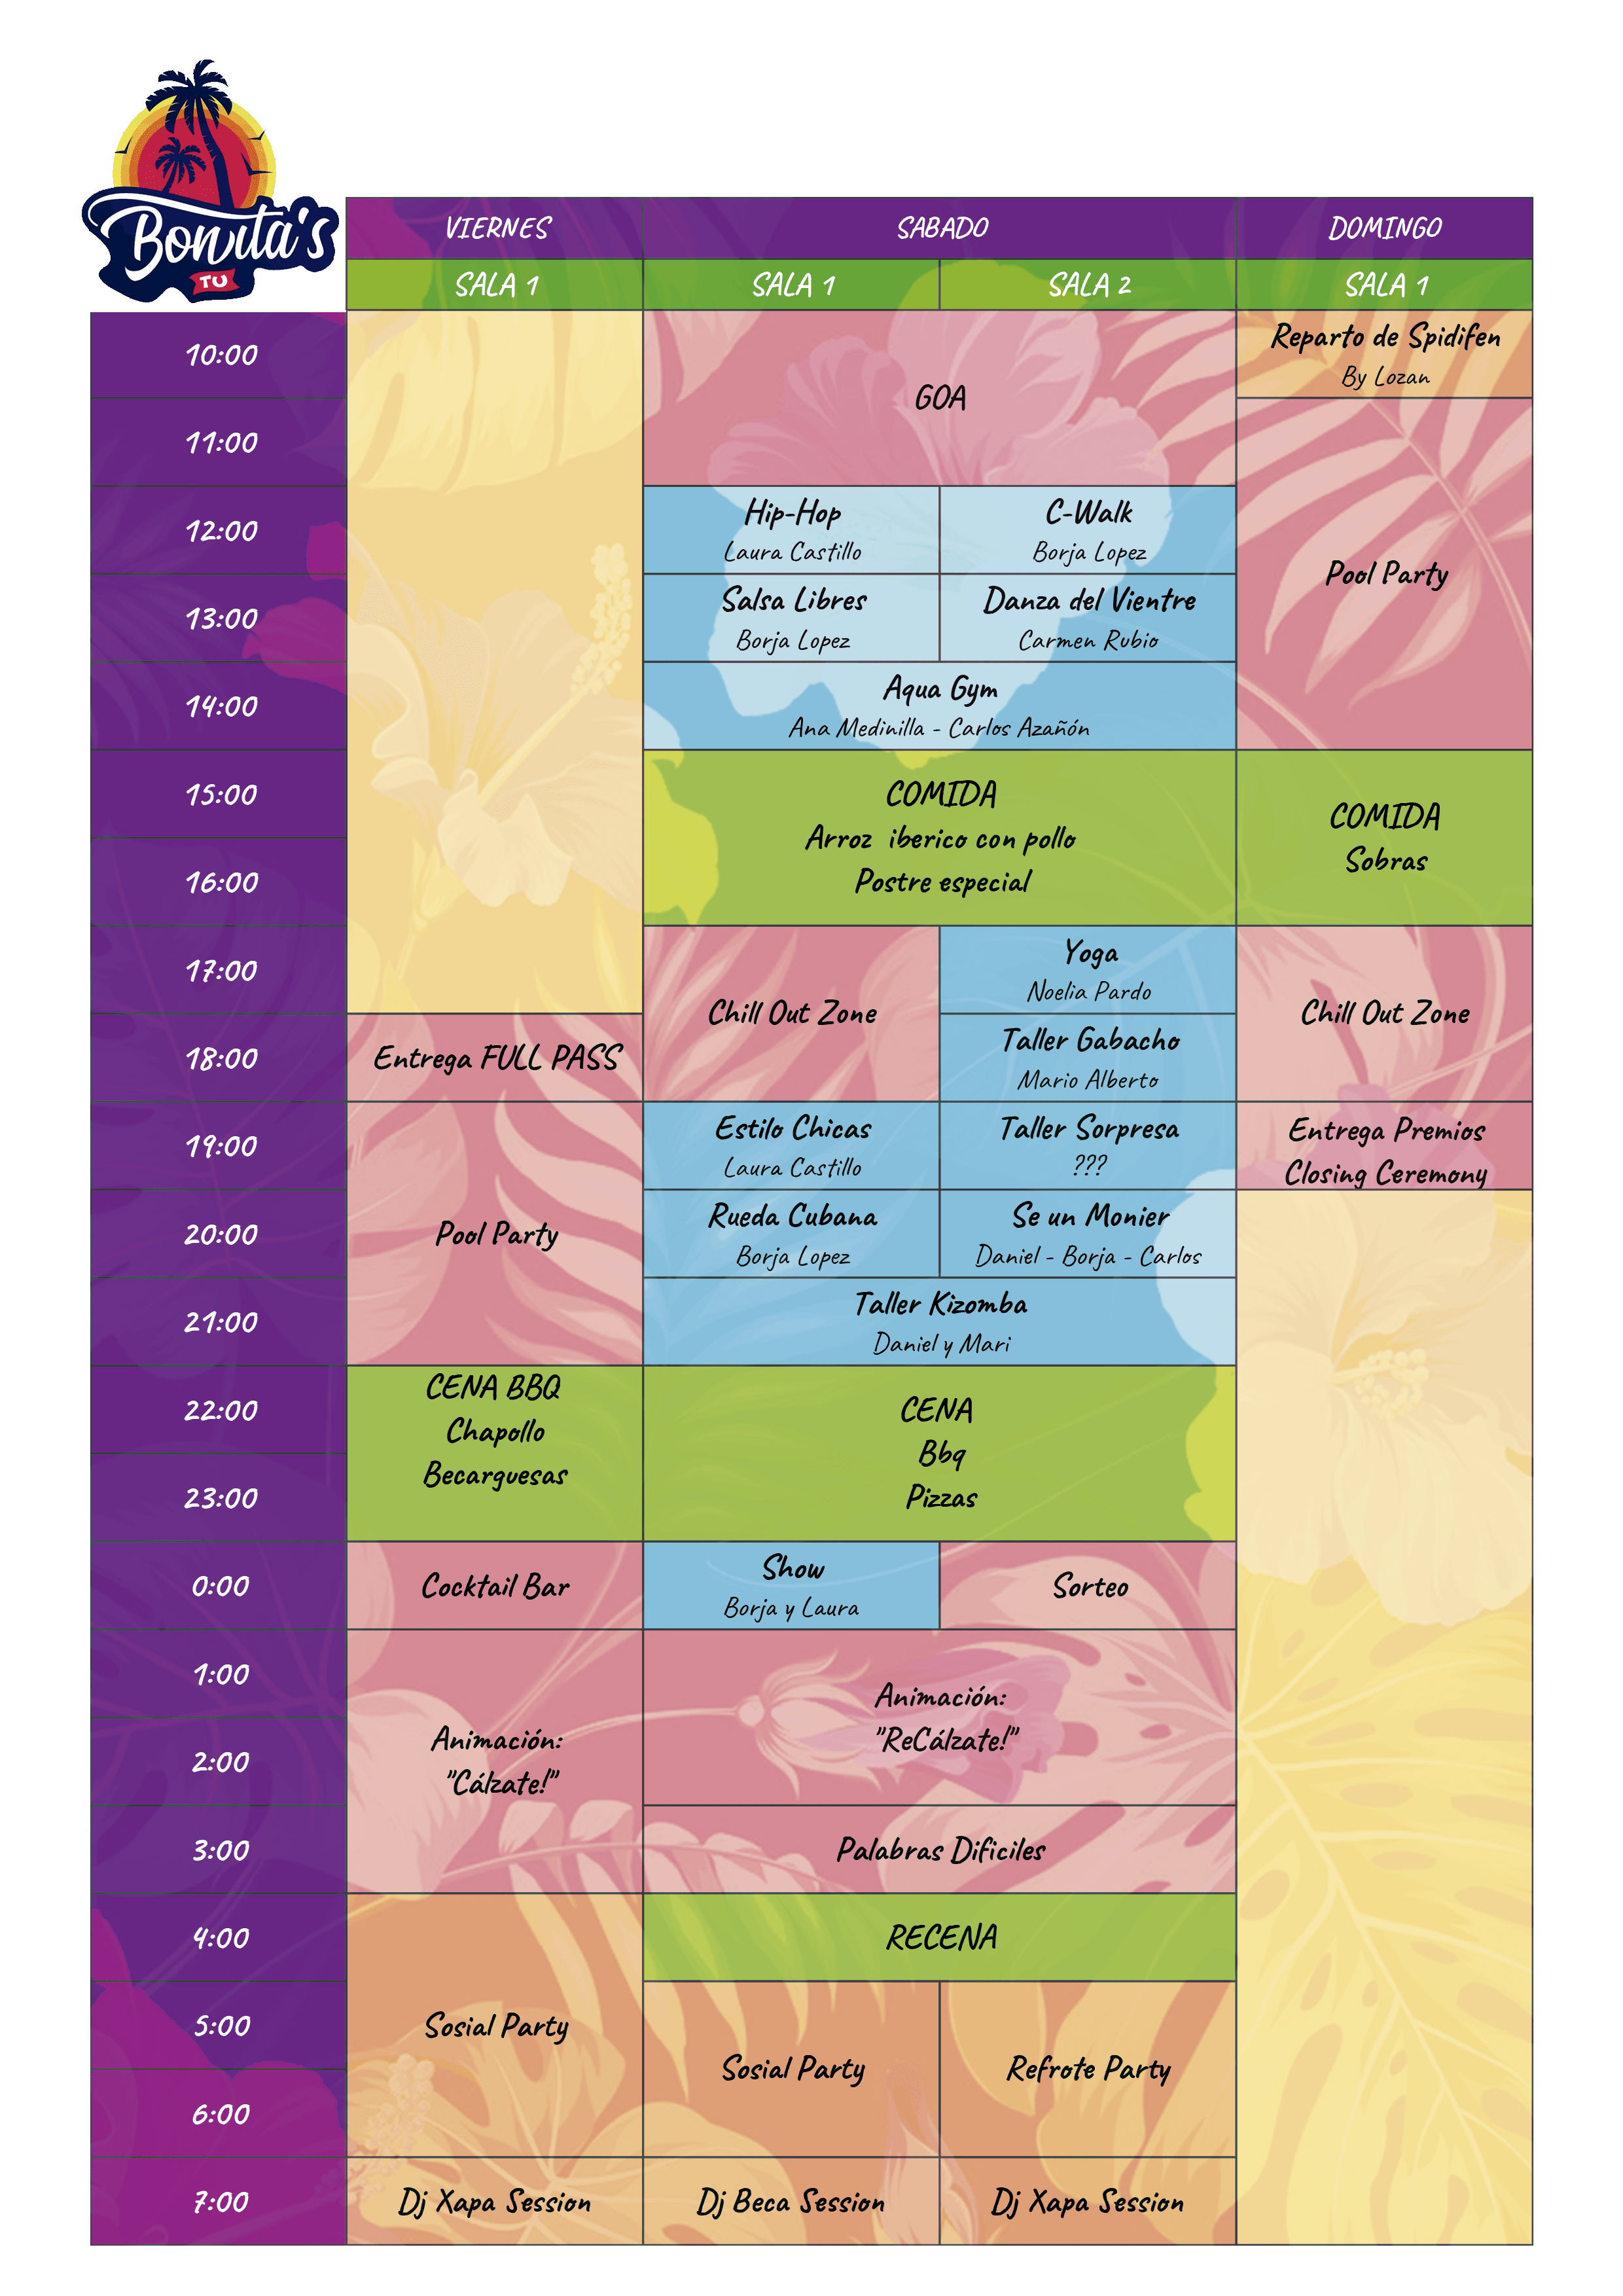 Bonita's
TU
VIERNES SABADO DOMINGO
SALA 1 SALA 1 SALA 2 SALA 1
10:00
GOA
Reparto de Spidifen
By Lozan
11:00
Pool Party
12:00
Hip-Hop
Laura Castillo
C-Walk
Borja Lopez
13:00
Salsa Libres
Borja Lopez
Danza del Vientre
Carmen Rubio
14:00
Aqua Gym
Ana Medinilla - Carlos Azañón
15:00
COMIDA
Arroz iberico con pollo
Postre especial
COMIDA
Sobras
16:00
17:00
Chill Out Zone
Yoga
Noelia Pardo
Chill Out Zone
18:00
Entrega FULL PASS
Taller Gabacho
Mario Alberto
19:00
Pool Party
Estilo Chicas
Laura Castillo
Taller Sorpresa
???
Entrega Premios
Closing Ceremony
20:00
Rueda Cubana
Borja Lopez
Se un Monier
Daniel - Borja - Carlos
21:00
Taller Kizomba
Daniel y Mari
22:00
CENA BBQ
Chapollo
Becarguesas
CENA
Bbq
Pizzas
23:00
0:00
Cocktail Bar
Show
Borja y Laura
Sorteo
1:00
Animación:
"Cálzate!"
Animación:
"ReCálzate!"
2:00
3:00
Palabras Dificiles
4:00
Sosial Party
RECENA
5:00
Sosial Party
Refrote Party
6:00
7:00
Dj Xapa Session
Dj Beca Session
Dj Xapa Session